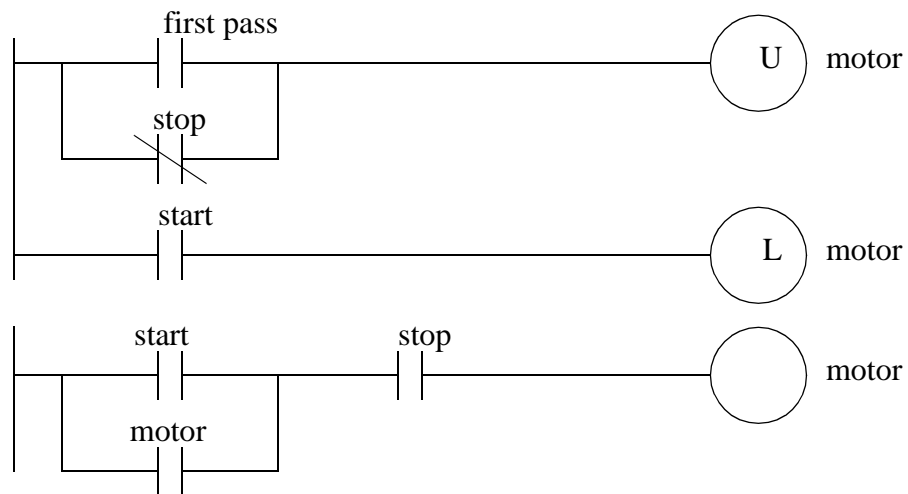 first pass
U motor
stop
start
L motor
start stop
motor
motor